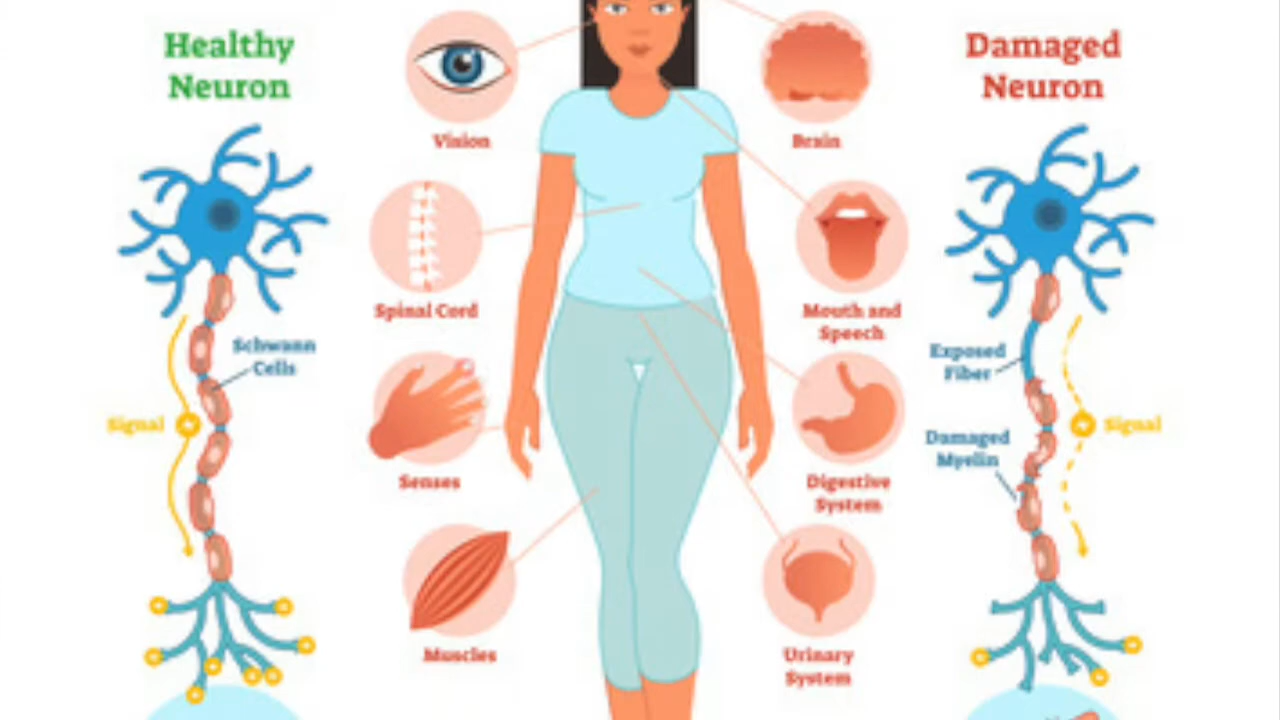 Healthy
Neuron
Schwann
Cells
Signal
Vision
Spinal Cord
Senses
Muscles
Brain
Mouth and
Speech
Digestive
System
Urinary
System
Damaged
Neuron
Exposed
Fiber
Damaged
Myelin
Signal